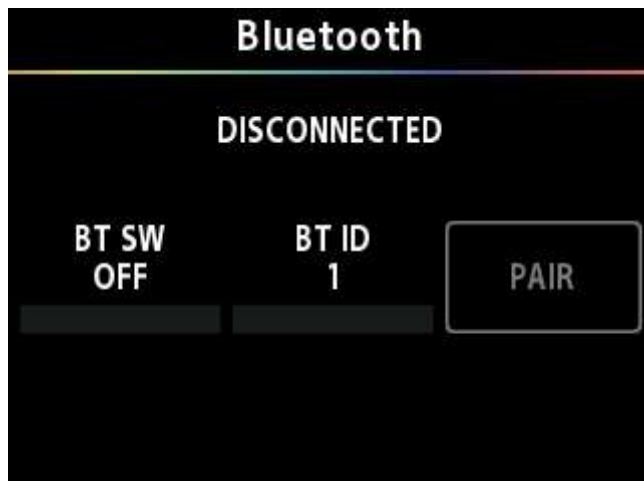 Bluetooth
DISCONNECTED
BT SW
OFF
BT ID
1
PAIR